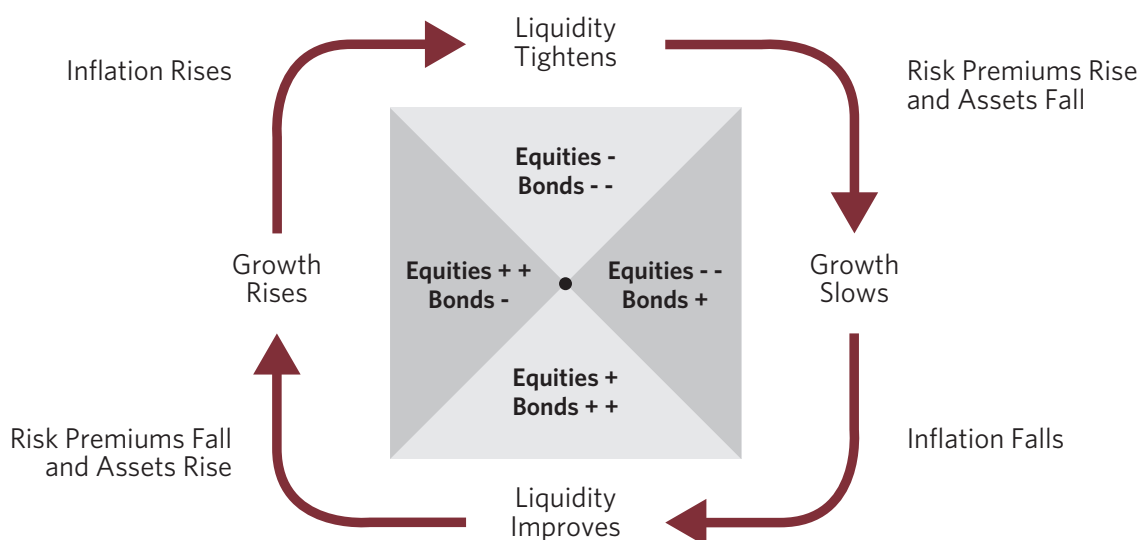 Liquidity
Tightens
Inflation Rises
Risk Premiums Rise
and Assets Fall
Equities -
Bonds - -
Growth
Rises
Equities + +
Bonds -
Equities - -
Bonds +
Growth
Slows
Equities +
Bonds + +
Risk Premiums Fall
and Assets Rise
Inflation Falls
Liquidity
Improves